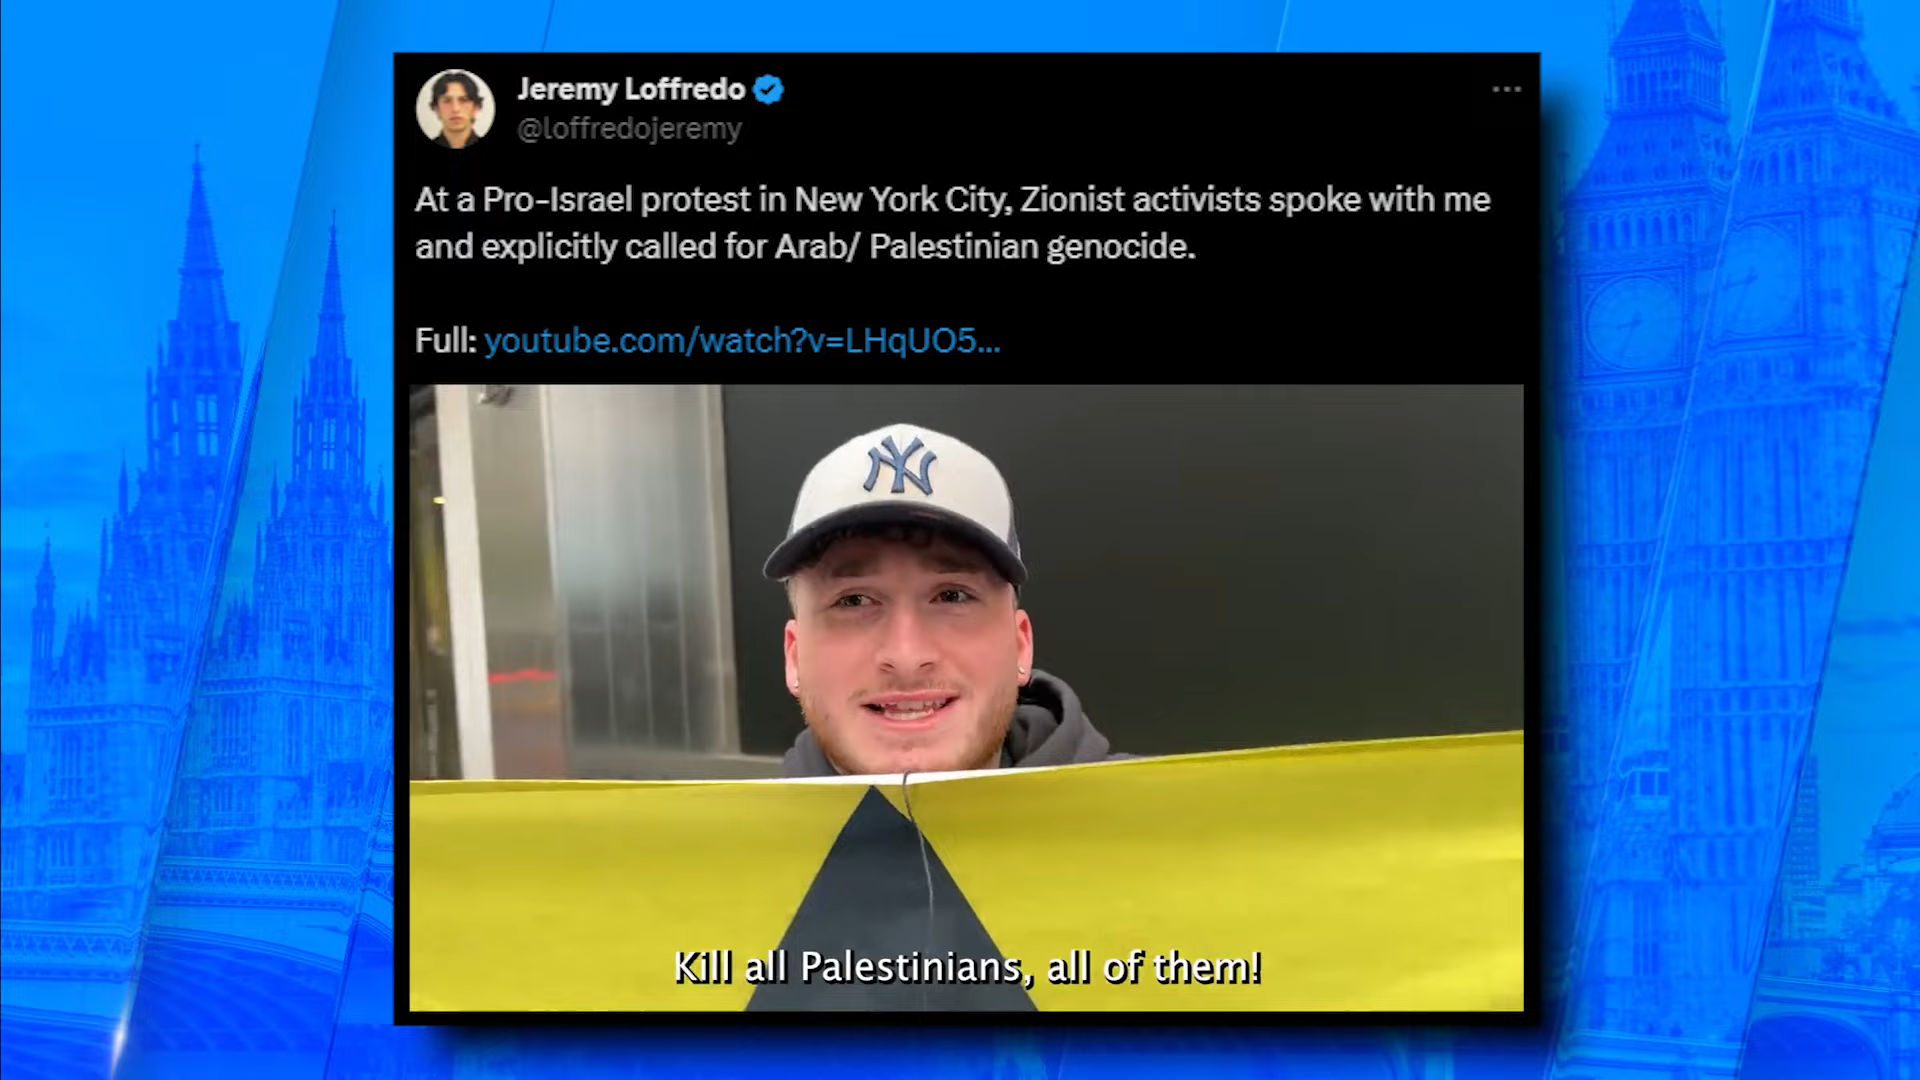 Jeremy Loffredo
@loffredojeremy
At a Pro-Israel protest in New York City, Zionist activists spoke with me
and explicitly called for Arab/ Palestinian genocide.
Full: youtube.com/watch?v=LHqUO5...
NY
Kill all Palestinians, all of them!